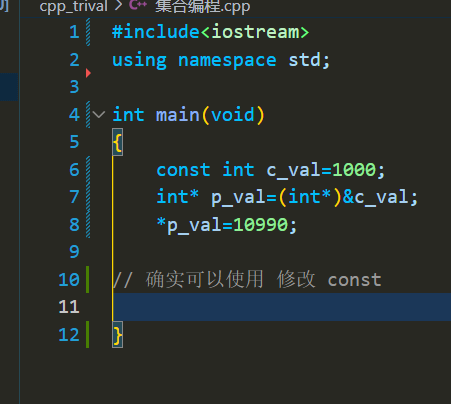 cpp_trival > 集合编程.cpp
1 #include<iostream>
2 using namespace std;
3
4 int main(void)
5 {
6 const int c_val=1000;
7 int* p_val=(int*)&c_val;
8 *p_val=10990;
9
10 // 确实可以使用 修改 const
11
12 }